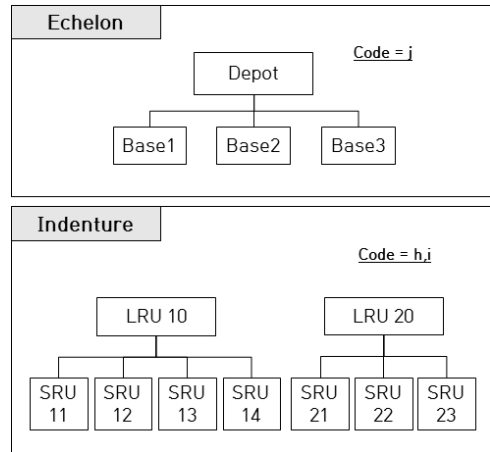 Echelon
Code = j
Depot
Base1 Base2 Base3
Indenture
Code = h,i
LRU 10 LRU 20
SRU SRU SRU SRU SRU SRU SRU
11 12 13 14 21 22 23